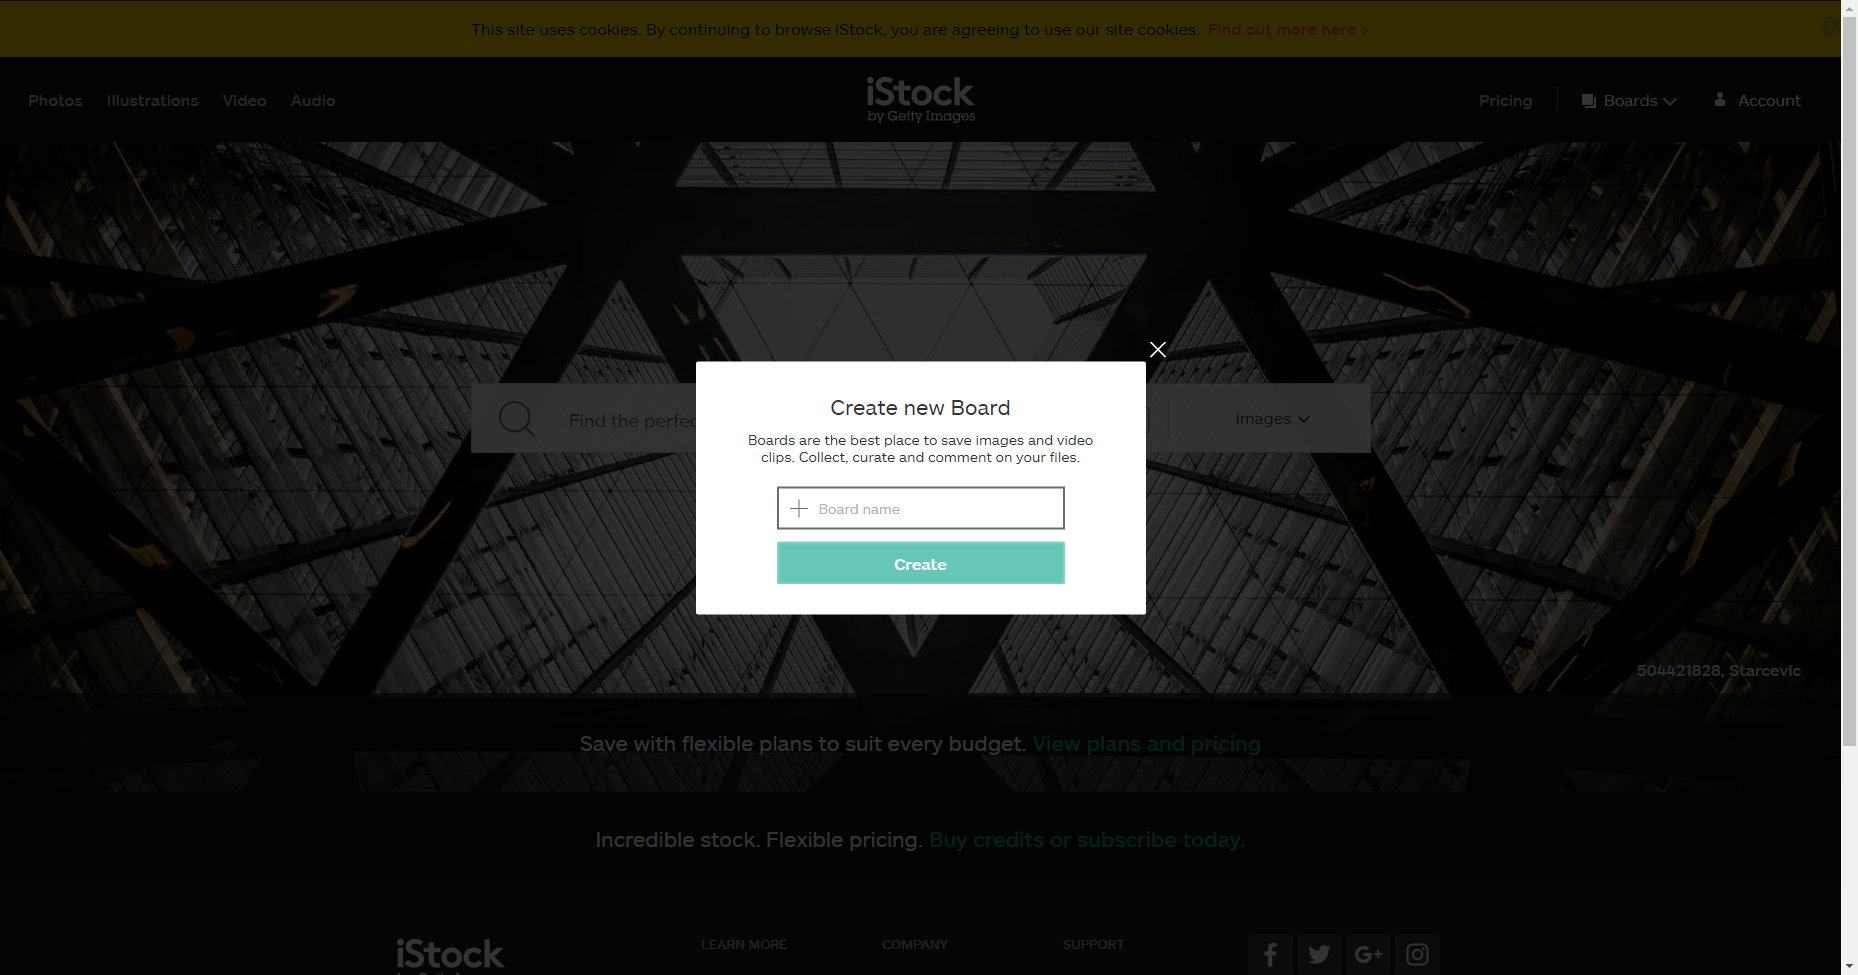 This site uses cookies. By continuing to browse iStock, you are agreeing to use our site cookies. Find out more here ›
Photos Illustrations Video Audio
iStock
by Getty Images
Pricing Boards Account
Create new Board
Boards are the best place to save images and video
clips. Collect, curate and comment on your files.
Find the
Images
Board name
Create
504421828, Starcevic
Save with flexible plans to suit every budget. View plans and pricing
Incredible stock. Flexible pricing. Buy credits or subscribe today.
iStock
LEARN MORE COMPANY SUPPORT
G+